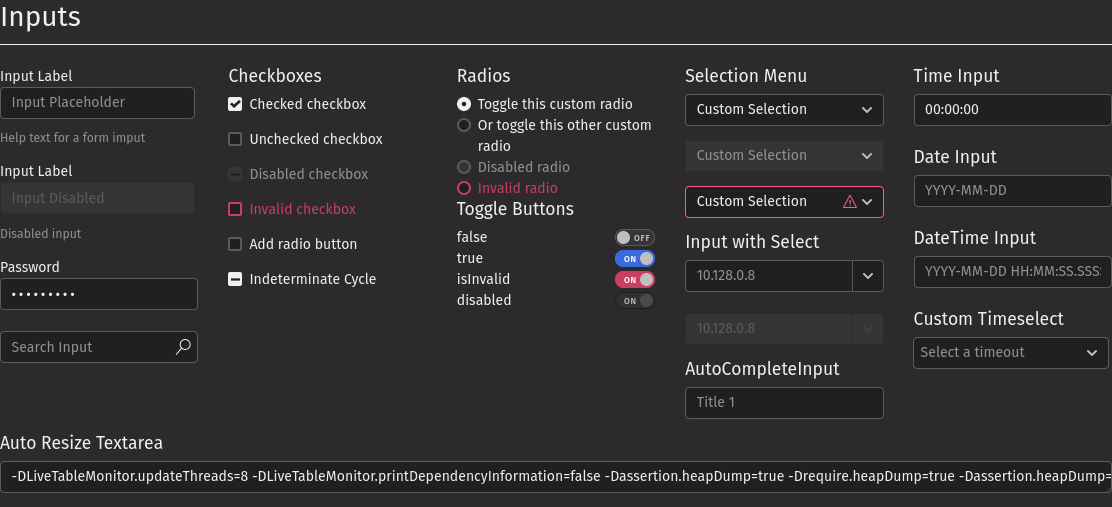 Inputs
Input Label
Input Placeholder
Help text for a form imput
Input Label
Input Disabled
Disabled input
Password
•••••••••
Search Input
Checkboxes
Checked checkbox
Unchecked checkbox
Disabled checkbox
Invalid checkbox
Add radio button
Indeterminate Cycle
Radios
Toggle this custom radio
Or toggle this other custom
radio
Disabled radio
Invalid radio
Toggle Buttons
false OFF
true ON
isInvalid ON
disabled ON
Selection Menu
Custom Selection
Custom Selection
Custom Selection
Input with Select
10.128.0.8
10.128.0.8
AutoCompleteInput
Title 1
Time Input
00:00:00
Date Input
YYYY-MM-DD
DateTime Input
YYYY-MM-DD HH:MM:SS.SSS
Custom Timeselect
Select a timeout
Auto Resize Textarea
-DLiveTableMonitor.updateThreads=8 -DLiveTableMonitor.printDependencyInformation=false -Dassertion.heapDump=true -Drequire.heapDump=true -Dassertion.heapDump=